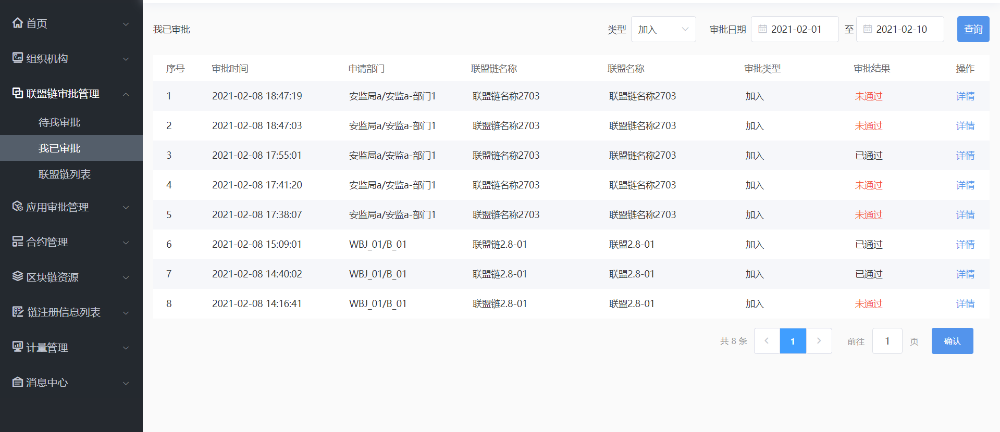 首页
组织机构
联盟链审批管理
待我审批
我已审批
联盟链列表
应用审批管理
合约管理
区块链资源
链注册信息列表
计量管理
消息中心
我已审批 类型 加入 审批日期 2021-02-01 至 2021-02-10 查询
序号 审批时间 申请部门 联盟链名称 联盟名称 审批类型 审批结果 操作
1 2021-02-08 18:47:19 安监局a/安监a-部门1 联盟链名称2703 联盟链名称2703 加入 未通过 详情
2 2021-02-08 18:47:03 安监局a/安监a-部门1 联盟链名称2703 联盟链名称2703 加入 未通过 详情
3 2021-02-08 17:55:01 安监局a/安监a-部门1 联盟链名称2703 联盟链名称2703 加入 已通过 详情
4 2021-02-08 17:41:20 安监局a/安监a-部门1 联盟链名称2703 联盟链名称2703 加入 未通过 详情
5 2021-02-08 17:38:07 安监局a/安监a-部门1 联盟链名称2703 联盟链名称2703 加入 未通过 详情
6 2021-02-08 15:09:01 WBJ_01/B_01 联盟链2.8-01 联盟2.8-01 加入 已通过 详情
7 2021-02-08 14:40:02 WBJ_01/B_01 联盟链2.8-01 联盟2.8-01 加入 已通过 详情
8 2021-02-08 14:16:41 WBJ_01/B_01 联盟链2.8-01 联盟2.8-01 加入 未通过 详情
共 8 条 1 前往 1 页 确认